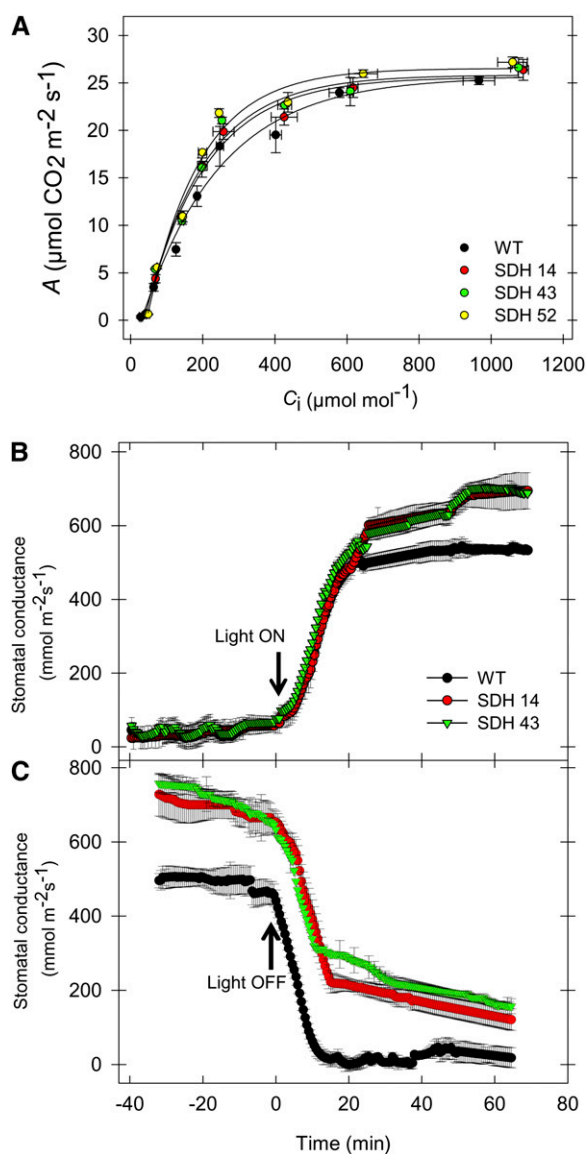 A
30
25
20
15
10
5
0
A (µmol CO2 m-2 s-1)
WT
SDH 14
SDH 43
SDH 52
0 200 400 600 800 1000 1200
Ci (µmol mol-1)
B
800
600
400
200
0
Stomatal conductance
(mmol m-2s-1)
Light ON
WT
SDH 14
SDH 43
C
800
600
400
200
0
Stomatal conductance
(mmol m-2s-1)
Light OFF
-40 -20 0 20 40 60 80
Time (min)